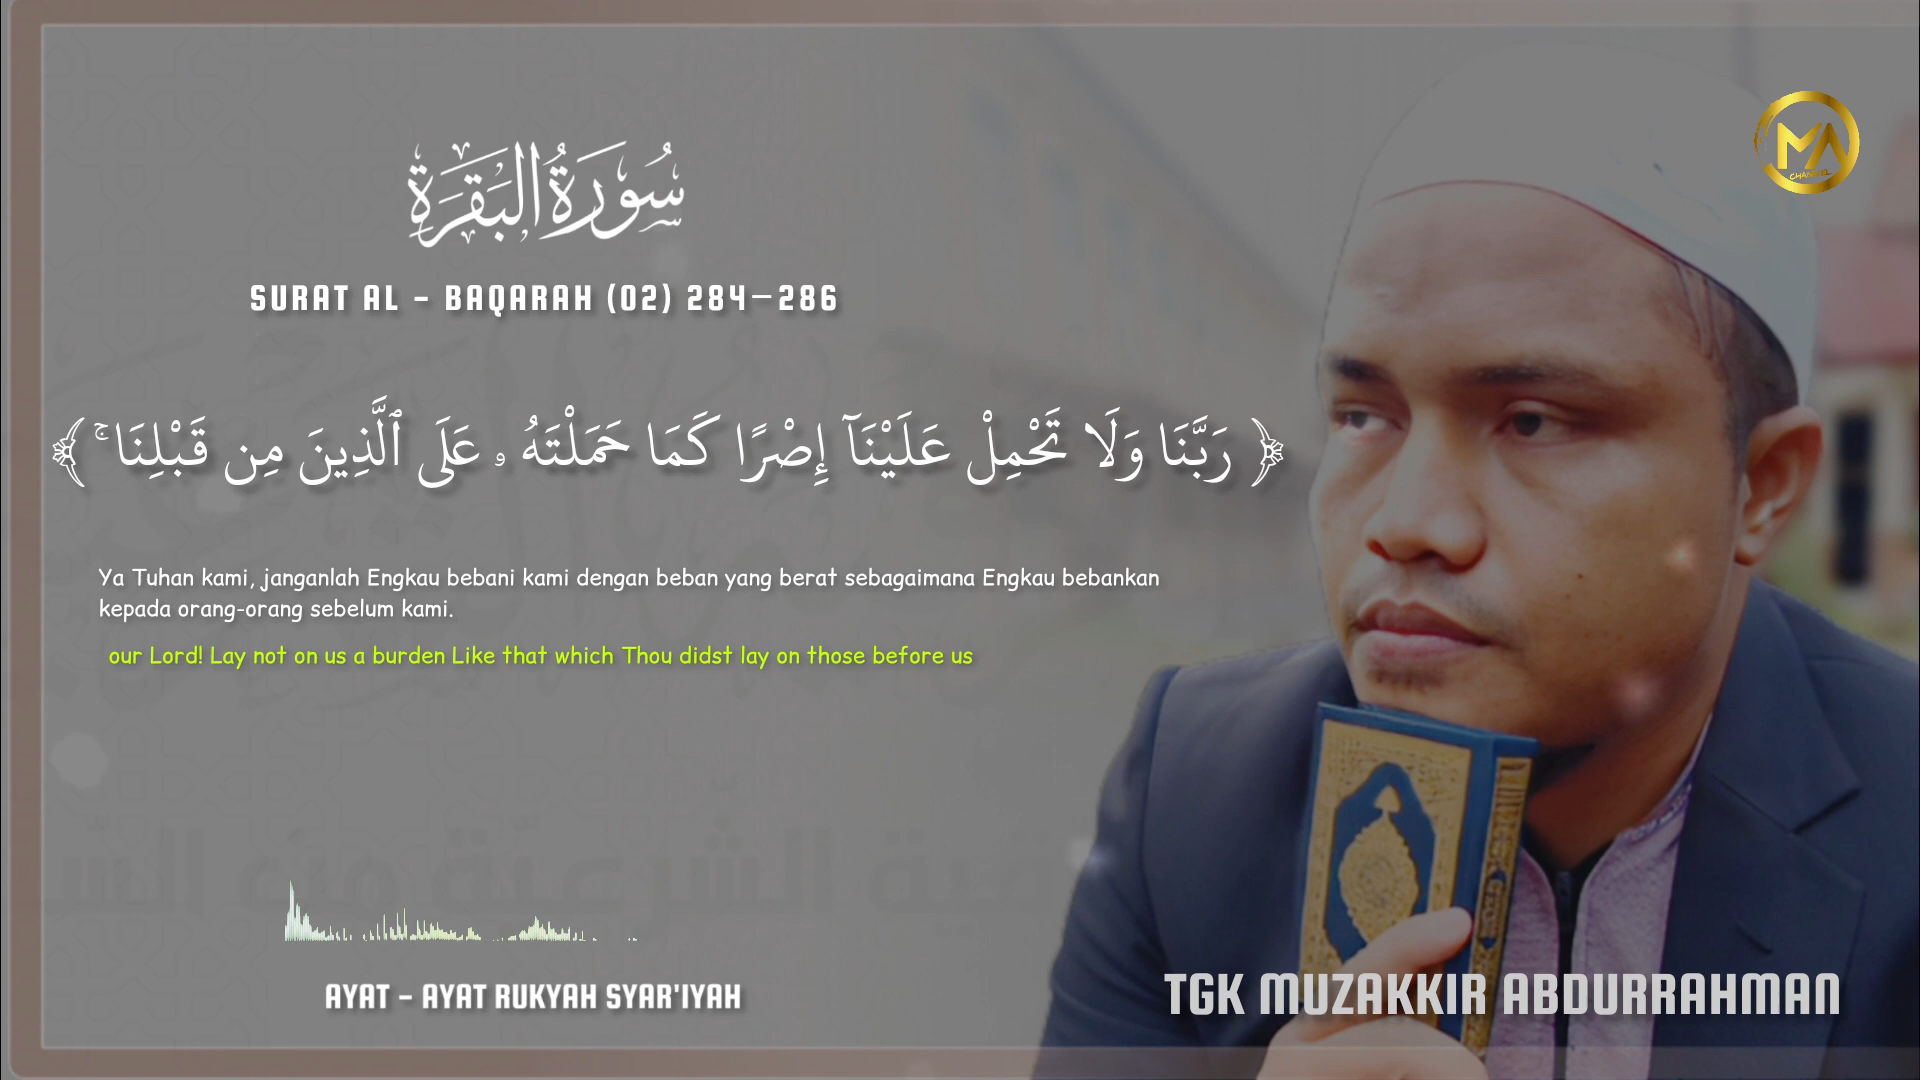 سُورَةُ البَقَرَةِ
MA
CHANNEL
SURAT AL - BAQARAH (02) 284–286
﴿ رَبَّنَا وَلَا تَحْمِلْ عَلَيْنَآ إِصْرًا كَمَا حَمَلْتَهُۥ عَلَى ٱلَّذِينَ مِن قَبْلِنَا ۚ ﴾
Ya Tuhan kami, janganlah Engkau bebani kami dengan beban yang berat sebagaimana Engkau bebankan
kepada orang-orang sebelum kami.
our Lord! Lay not on us a burden Like that which Thou didst lay on those before us
AYAT - AYAT RUKYAH SYAR'IYAH
TGK MUZAKKIR ABDURRAHMAN